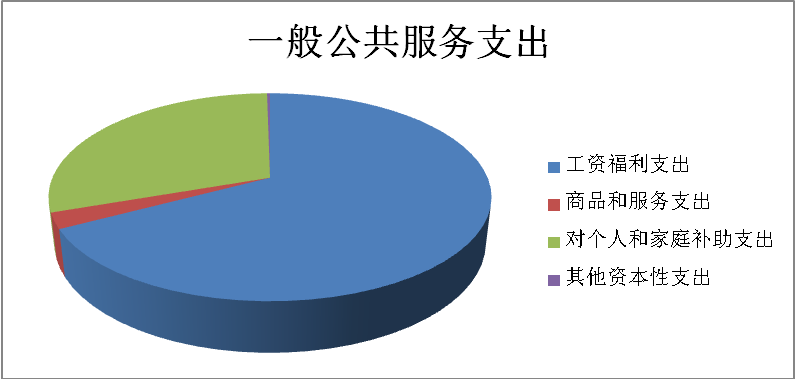 一般公共服务支出
工资福利支出
商品和服务支出
对个人和家庭补助支出
其他资本性支出